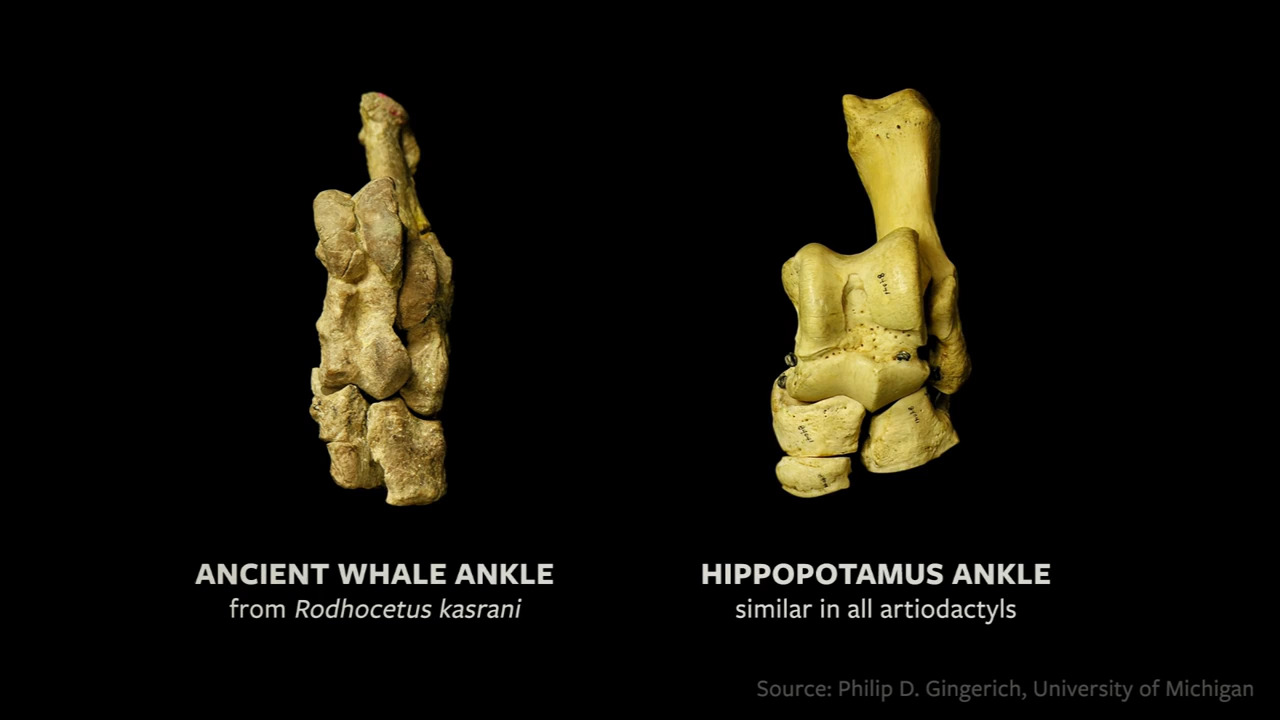 ANCIENT WHALE ANKLE
from Rodhocetus kasrani
HIPPOPOTAMUS ANKLE
similar in all artiodactyls
Source: Philip D. Gingerich, University of Michigan